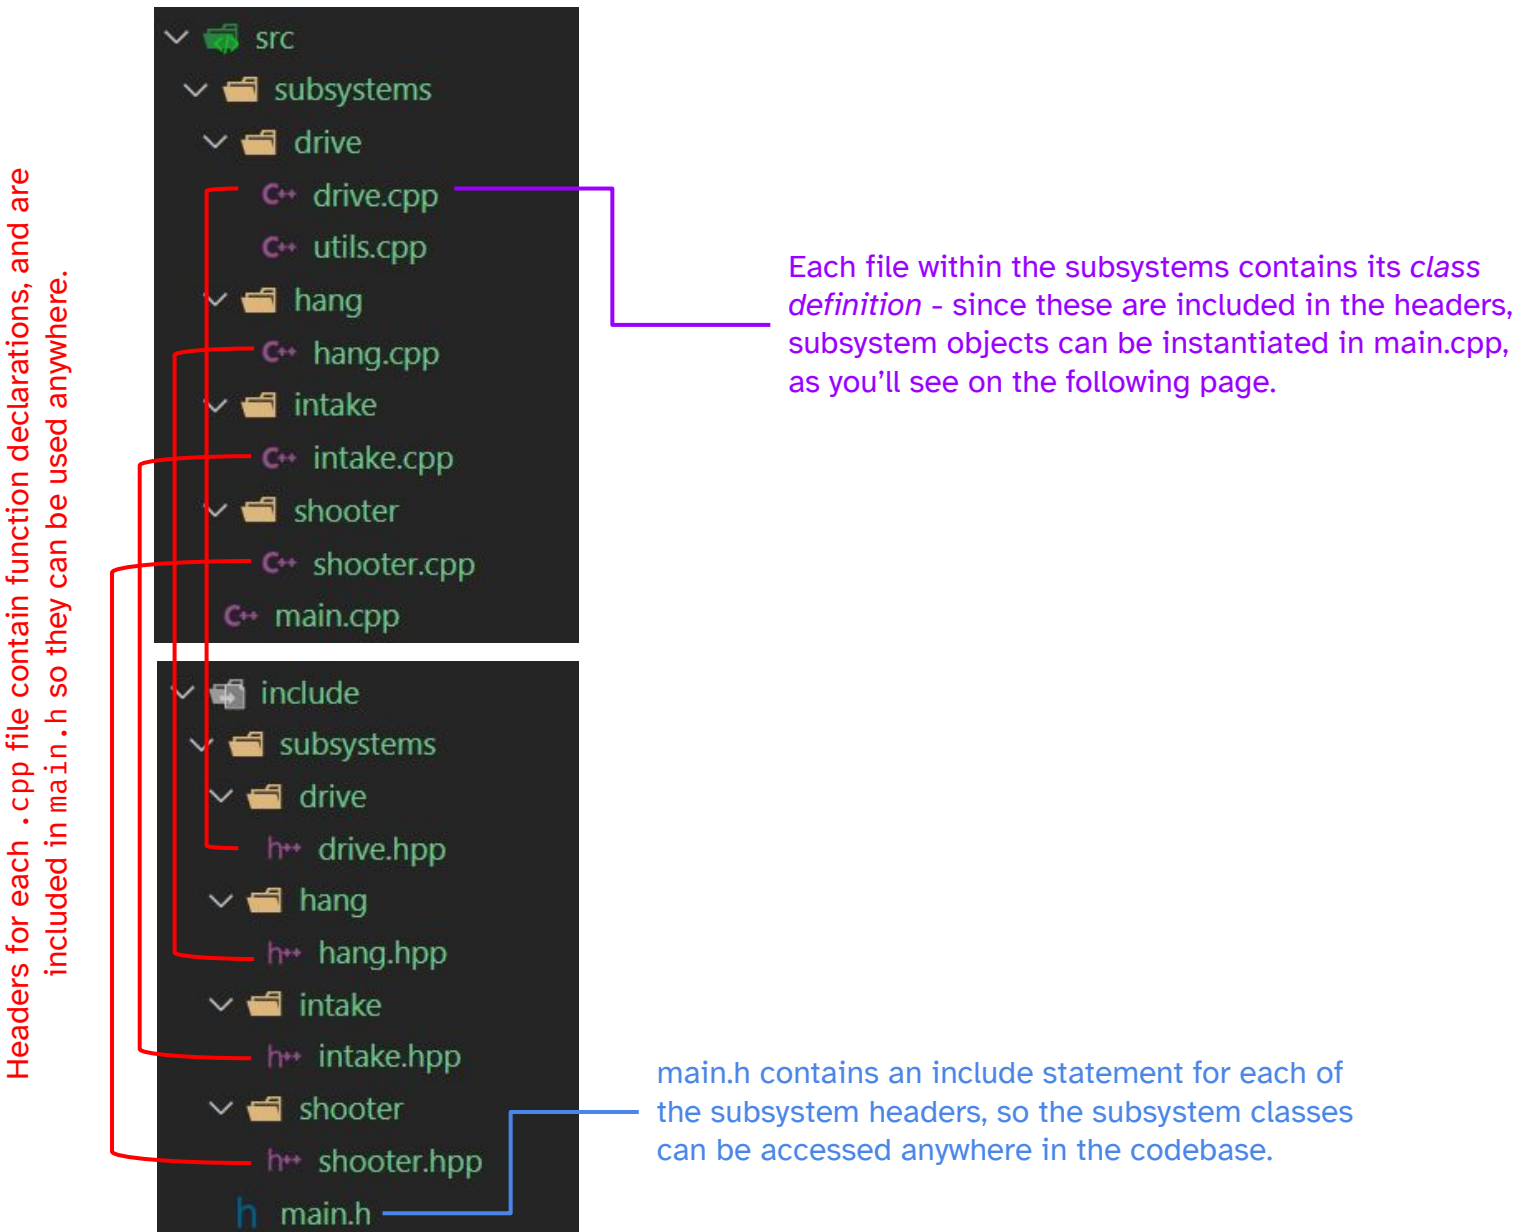 Headers for each .cpp file contain function declarations, and are
included in main.h so they can be used anywhere.
src
subsystems
drive
C++ drive.cpp
C++ utils.cpp
hang
C++ hang.cpp
intake
C++ intake.cpp
shooter
C++ shooter.cpp
C++ main.cpp
include
subsystems
drive
h++ drive.hpp
hang
h++ hang.hpp
intake
h++ intake.hpp
shooter
h++ shooter.hpp
h main.h
Each file within the subsystems contains its class
definition - since these are included in the headers,
subsystem objects can be instantiated in main.cpp,
as you’ll see on the following page.
main.h contains an include statement for each of
the subsystem headers, so the subsystem classes
can be accessed anywhere in the codebase.